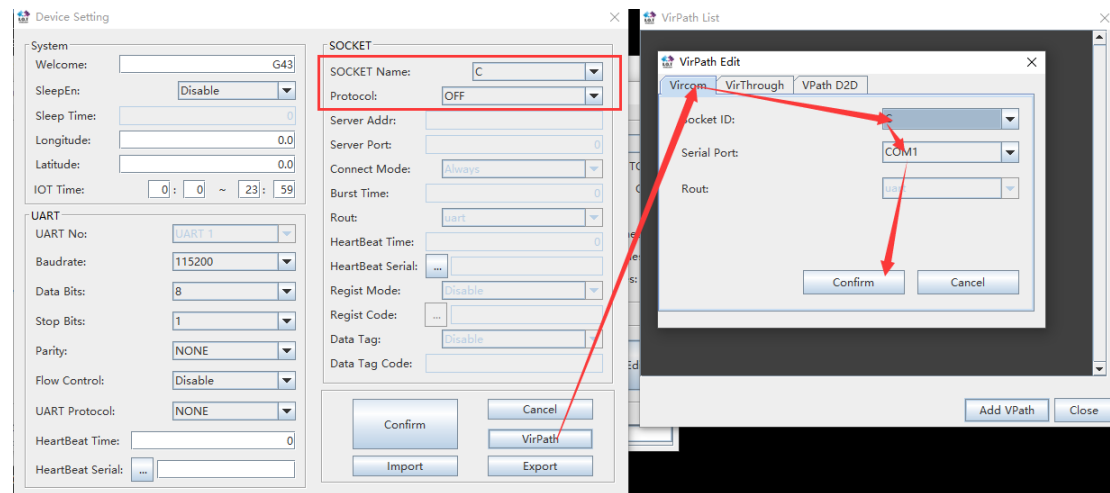 Device Setting
System
Welcome: G43
SleepEn: Disable
Sleep Time: 0
Longitude: 0.0
Latitude: 0.0
IOT Time: 0 : 0 ~ 23 : 59
UART
UART No: UART 1
Baudrate: 115200
Data Bits: 8
Stop Bits: 1
Parity: NONE
Flow Control: Disable
UART Protocol: NONE
HeartBeat Time: 0
HeartBeat Serial: ...
SOCKET
SOCKET Name: C
Protocol: OFF
Server Addr:
Server Port: 0
Connect Mode: Always
Burst Time: 0
Rout: uart
HeartBeat Time: 0
HeartBeat Serial: ...
Regist Mode: Disable
Regist Code: ...
Data Tag: Disable
Data Tag Code:
Confirm
Cancel
VirPath
Import
Export
VirPath List
VirPath Edit
Vircom VirThrough VPath D2D
Socket ID: C
Serial Port: COM1
Rout: uart
Confirm Cancel
Add VPath Close